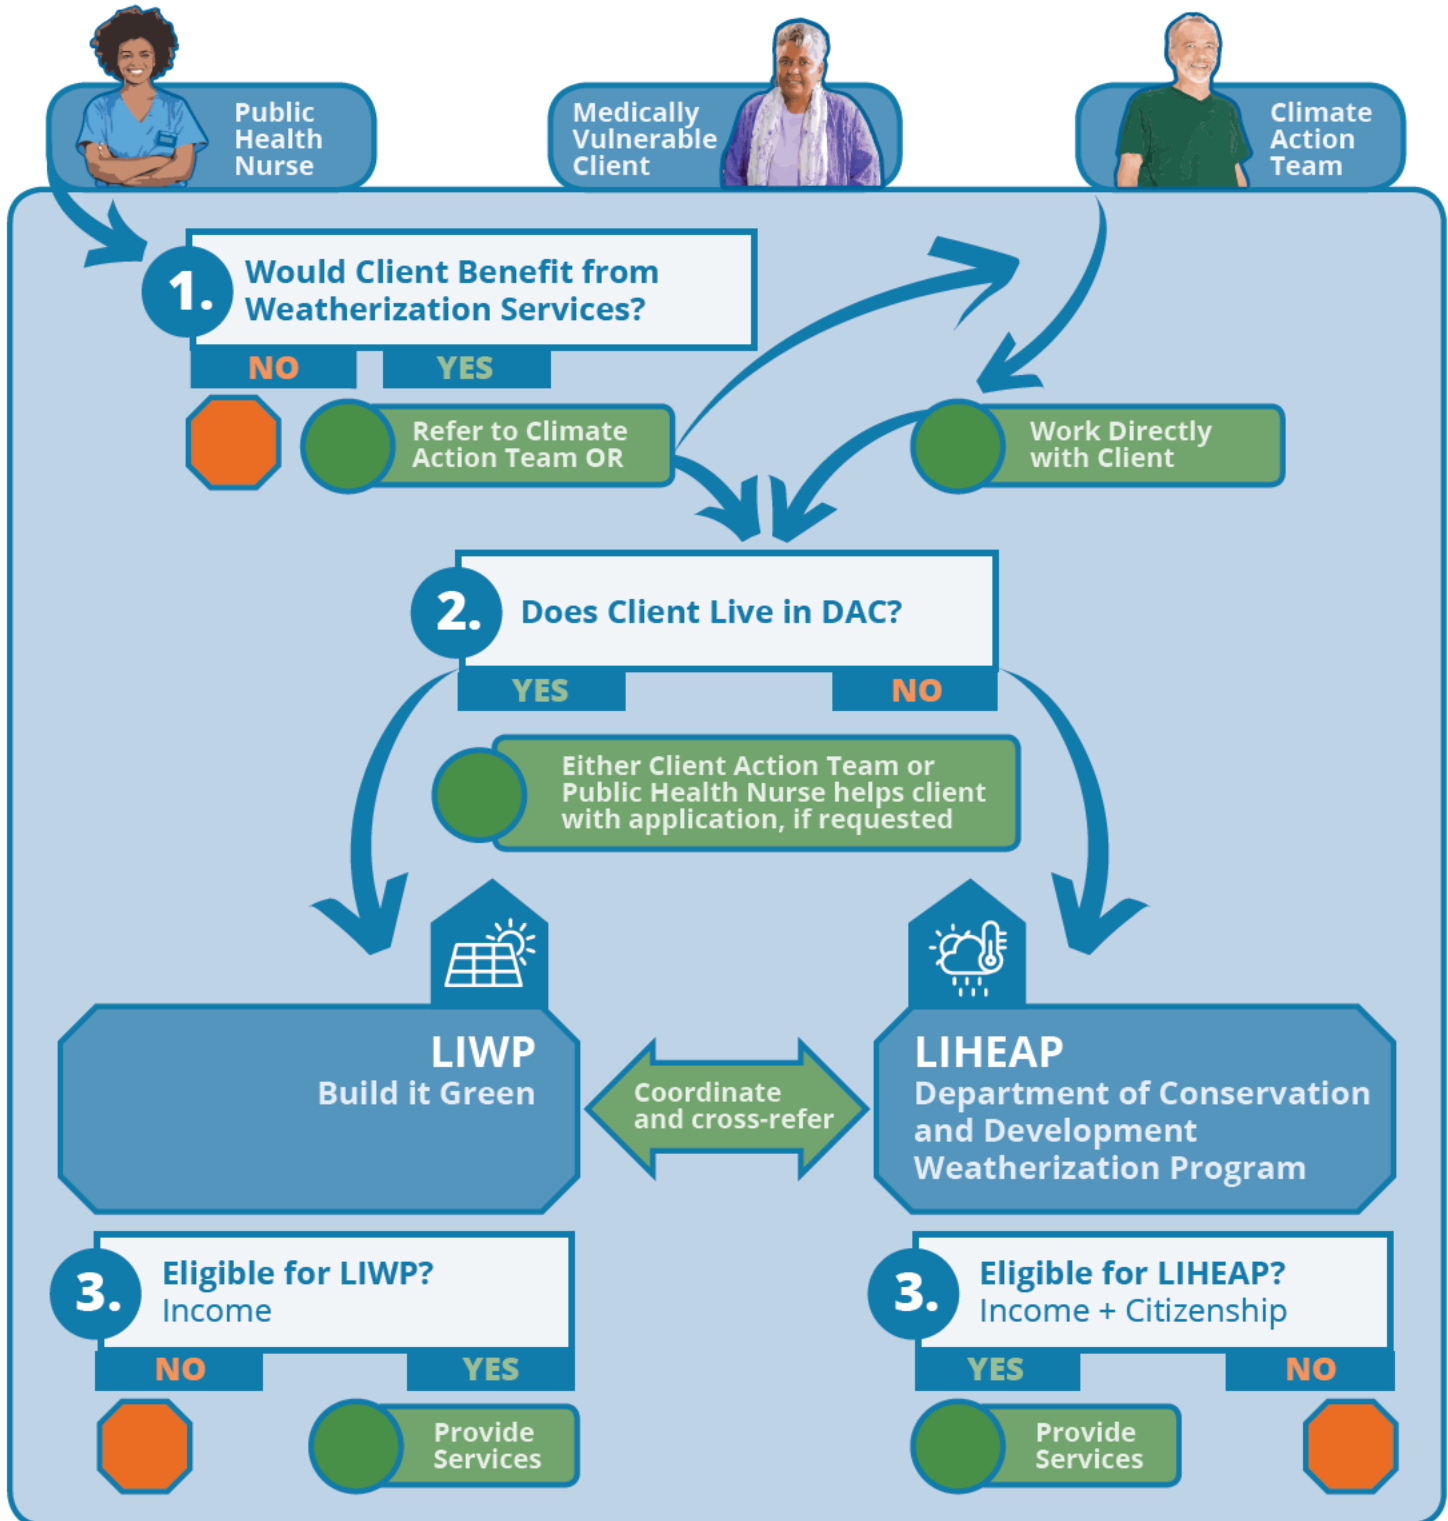 Public
Health
Nurse
Medically
Vulnerable
Client
Climate
Action
Team
1.
Would Client Benefit from
Weatherization Services?
NO
YES
Refer to Climate
Action Team OR
Work Directly
with Client
2.
Does Client Live in DAC?
YES
NO
Either Client Action Team or
Public Health Nurse helps client
with application, if requested
LIWP
Build it Green
Coordinate
and cross-refer
LIHEAP
Department of Conservation
and Development
Weatherization Program
3.
Eligible for LIWP?
Income
NO
YES
Provide
Services
3.
Eligible for LIHEAP?
Income + Citizenship
YES
NO
Provide
Services